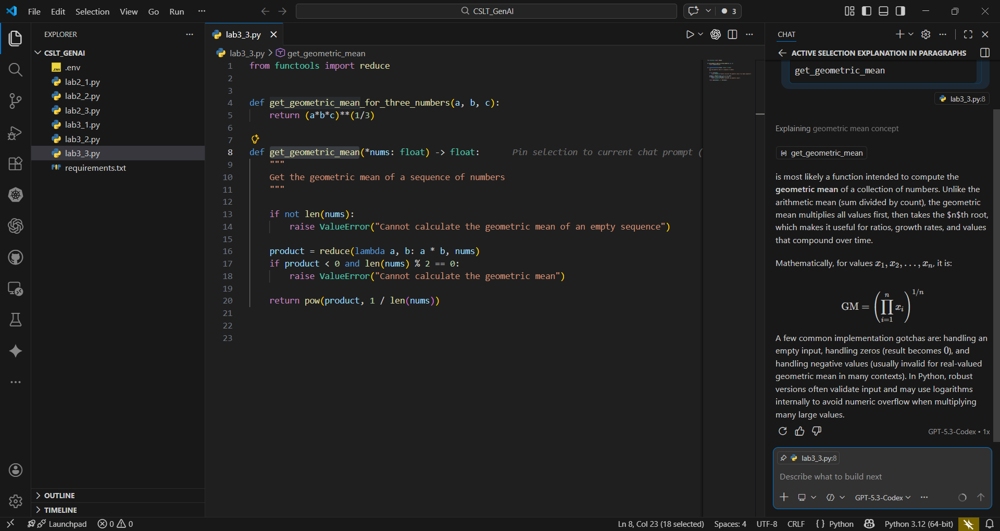 File Edit Selection View Go Run ···
CSLT_GenAI
3
EXPLORER
CSLT_GENAI
.env
lab2_1.py
lab2_2.py
lab2_3.py
lab3_1.py
lab3_2.py
lab3_3.py
requirements.txt
OUTLINE
TIMELINE
lab3_3.py
lab3_3.py > get_geometric_mean
1 from functools import reduce
2
3
4 def get_geometric_mean_for_three_numbers(a, b, c):
5 return (a*b*c)**(1/3)
6
7
8 def get_geometric_mean(*nums: float) -> float: Pin selection to current chat prompt (
9 """
10 Get the geometric mean of a sequence of numbers
11 """
12
13 if not len(nums):
14 raise ValueError("Cannot calculate the geometric mean of an empty sequence")
15
16 product = reduce(lambda a, b: a * b, nums)
17 if product < 0 and len(nums) % 2 == 0:
18 raise ValueError("Cannot calculate the geometric mean")
19
20 return pow(product, 1 / len(nums))
21
22
23
CHAT
ACTIVE SELECTION EXPLANATION IN PARAGRAPHS
get_geometric_mean
lab3_3.py:8
Explaining geometric mean concept
get_geometric_mean
is most likely a function intended to compute the
geometric mean of a collection of numbers. Unlike the
arithmetic mean (sum divided by count), the geometric
mean multiplies all values first, then takes the $n$th root,
which makes it useful for ratios, growth rates, and values
that compound over time.
Mathematically, for values x₁, x₂, . . . , xₙ, it is:
GM = (∏ᵢ₌₁ⁿ xᵢ)^1/n
A few common implementation gotchas are: handling an
empty input, handling zeros (result becomes 0), and
handling negative values (usually invalid for real-valued
geometric mean in many contexts). In Python, robust
versions often validate input and may use logarithms
internally to avoid numeric overflow when multiplying
many large values.
GPT-5.3-Codex • 1x
lab3_3.py:8
Describe what to build next
GPT-5.3-Codex
Launchpad 0 0
Ln 8, Col 23 (18 selected) Spaces: 4 UTF-8 CRLF { } Python Python 3.12 (64-bit)